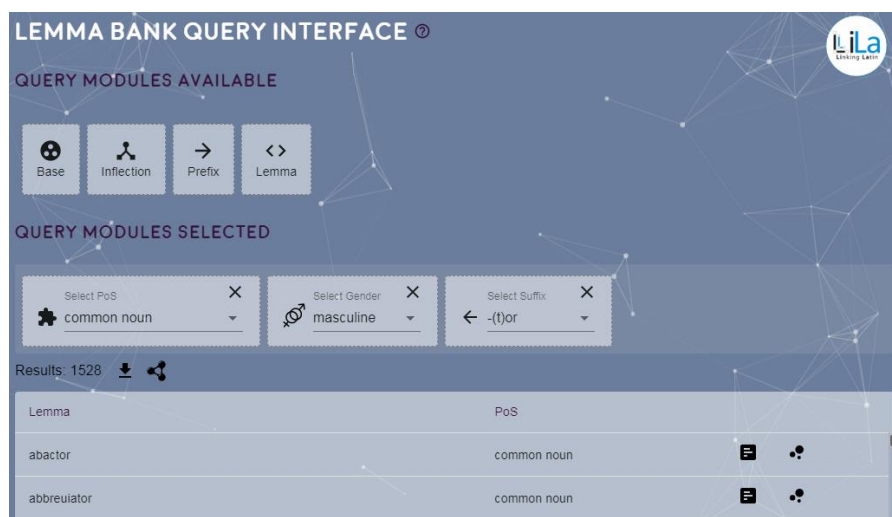 LEMMA BANK QUERY INTERFACE
LiLa
Linking Latin
QUERY MODULES AVAILABLE
Base Inflection Prefix Lemma
QUERY MODULES SELECTED
Select PoS Select Gender Select Suffix
common noun masculine -(t)or
Results: 1528
Lemma PoS
abactor common noun
abbreuiator common noun